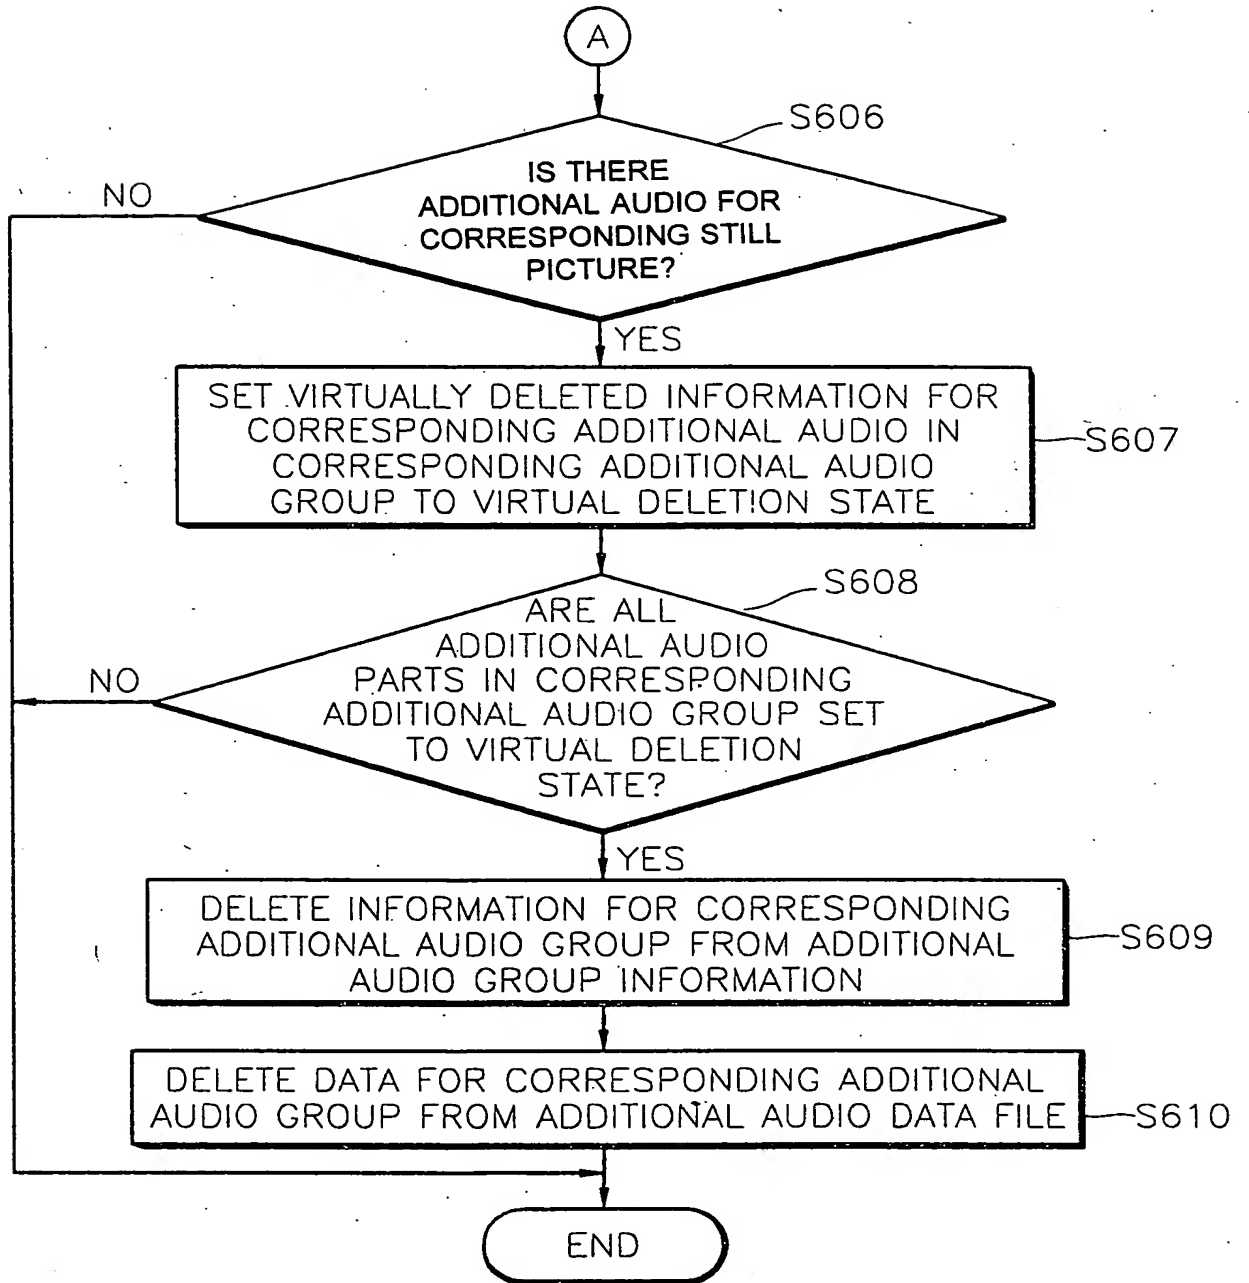 A
S606
IS THERE
ADDITIONAL AUDIO FOR
CORRESPONDING STILL
PICTURE?
NO
YES
SET VIRTUALLY DELETED INFORMATION FOR
CORRESPONDING ADDITIONAL AUDIO IN
CORRESPONDING ADDITIONAL AUDIO
GROUP TO VIRTUAL DELETION STATE
S607
S608
ARE ALL
ADDITIONAL AUDIO
PARTS IN CORRESPONDING
ADDITIONAL AUDIO GROUP SET
TO VIRTUAL DELETION
STATE?
NO
YES
DELETE INFORMATION FOR CORRESPONDING
ADDITIONAL AUDIO GROUP FROM ADDITIONAL
AUDIO GROUP INFORMATION
S609
DELETE DATA FOR CORRESPONDING ADDITIONAL
AUDIO GROUP FROM ADDITIONAL AUDIO DATA FILE
S610
END